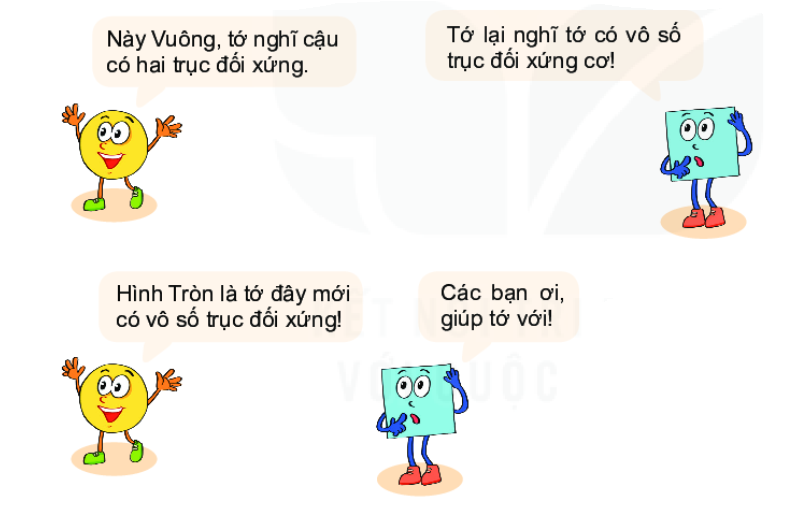 Này Vuông, tớ nghĩ cậu
có hai trục đối xứng.
Tớ lại nghĩ tớ có vô số
trục đối xứng cơ!
Hình Tròn là tớ đây mới
có vô số trục đối xứng!
Các bạn ơi,
giúp tớ với!